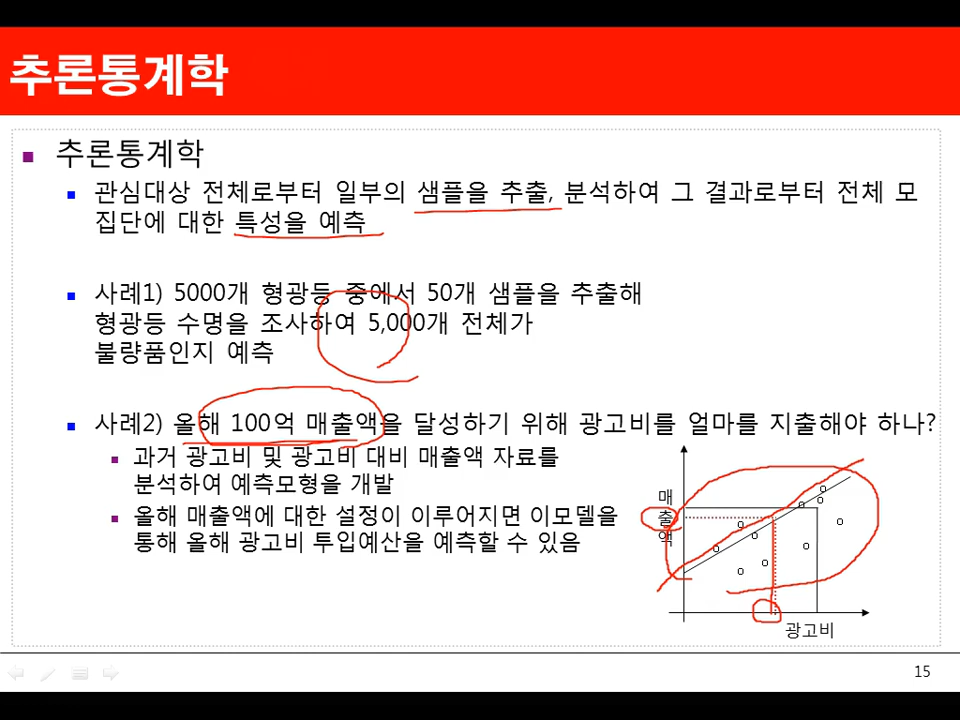 추론통계학
추론통계학
관심대상 전체로부터 일부의 샘플을 추출, 분석하여 그 결과로부터 전체 모
집단에 대한 특성을 예측
사례1) 5000개 형광등 중에서 50개 샘플을 추출해
형광등 수명을 조사하여 5,000개 전체가
불량품인지 예측
사례2) 올해 100억 매출액을 달성하기 위해 광고비를 얼마를 지출해야 하나?
과거 광고비 및 광고비 대비 매출액 자료를
분석하여 예측모형을 개발
올해 매출액에 대한 설정이 이루어지면 이모델을
통해 올해 광고비 투입예산을 예측할 수 있음
매
출
액
광고비
15